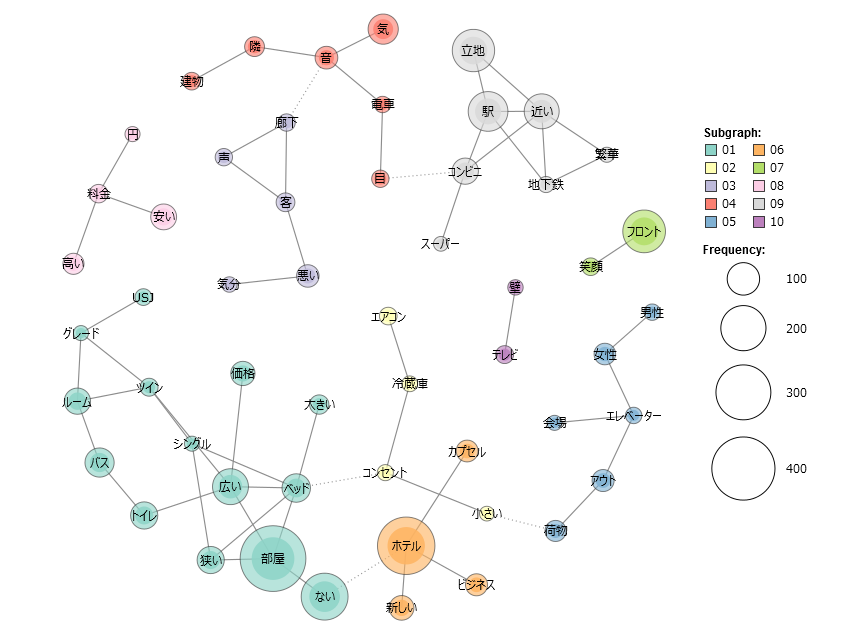 気
隣
音
立地
建物
電車
駅
近い
廊下
円
声
繁華
目
コンビニ
地下鉄
料金
客
安い
フロント
スーパー
高い
笑顔
悪い
気分
壁
USJ
エアコン
男性
グレード
テレビ
女性
価格
冷蔵庫
ツイン
ルーム
大きい
会場
エレベーター
シングル
カプセル
バス
コンセント
アウト
広い
ベッド
トイレ
小さい
荷物
ホテル
狭い
部屋
ビジネス
ない
新しい
Subgraph:
01 06
02 07
03 08
04 09
05 10
Frequency:
100
200
300
400